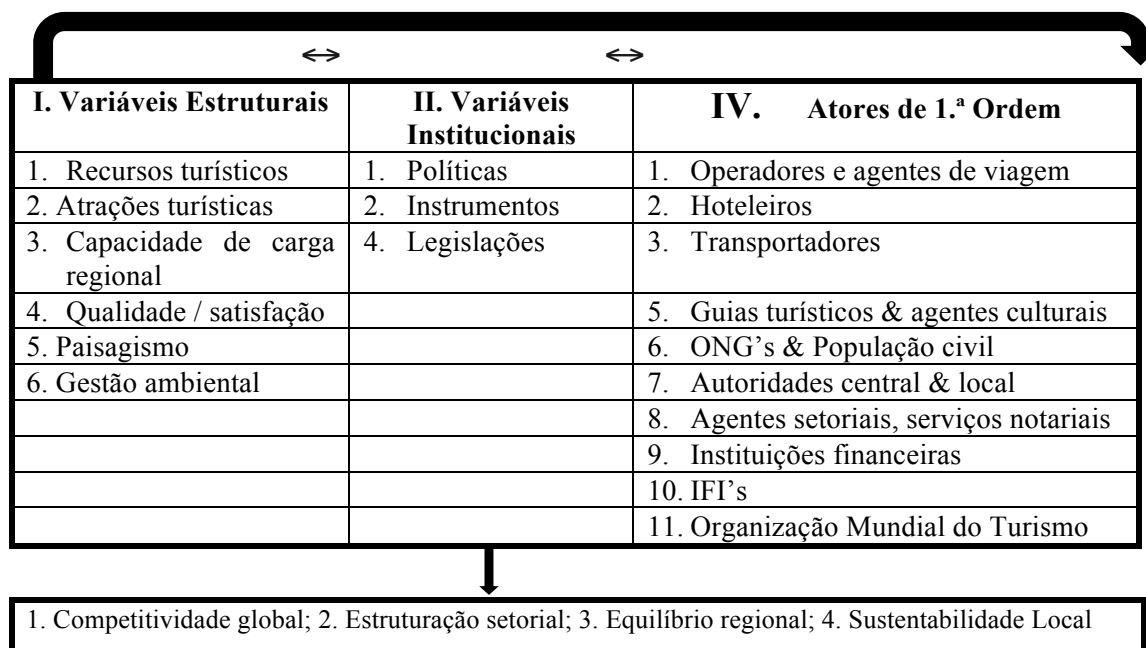 ⇔ ⇔
I. Variáveis Estruturais
II. Variáveis
Institucionais
IV. Atores de 1.ª Ordem
1. Recursos turísticos
1. Políticas
1. Operadores e agentes de viagem
2. Atrações turísticas
2. Instrumentos
2. Hoteleiros
3. Capacidade de carga
regional
4. Legislações
3. Transportadores
4. Qualidade / satisfação
5. Guias turísticos & agentes culturais
5. Paisagismo
6. ONG’s & População civil
6. Gestão ambiental
7. Autoridades central & local
8. Agentes setoriais, serviços notariais
9. Instituições financeiras
10. IFI’s
11. Organização Mundial do Turismo
1. Competitividade global; 2. Estruturação setorial; 3. Equilíbrio regional; 4. Sustentabilidade Local